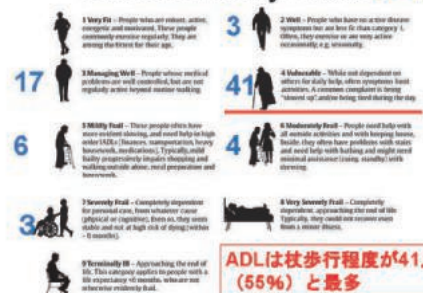 1 Very Fit – People who are robust, active,
energetic and motivated. These people
commonly exercise regularly. They are
among the fittest for their age.
3
2 Well – People who have no active disease
symptoms but are less fit than category 1.
Often, they exercise or are very active
occasionally, e.g. seasonally.
17
3 Managing Well – People whose medical
problems are well controlled, but are not
regularly active beyond routine walking.
41
4 Vulnerable – While not dependent on
others for daily help, often symptoms limit
activities. A common complaint is being
"slowed up", and/or being tired during the day.
6
5 Mildly Frail – These people often have
more evident slowing, and need help in high
order IADLs (finances, transportation, heavy
housework, medications). Typically, mild
frailty progressively impairs shopping and
walking outside alone, meal preparation and
housework.
4
6 Moderately Frail – People need help with
all outside activities and with keeping house.
Inside, they often have problems with stairs
and need help with bathing and might need
minimal assistance (cuing, standby) with
dressing.
3
7 Severely Frail – Completely dependent
for personal care, from whatever cause
(physical or cognitive). Even so, they seem
stable and not at high risk of dying (within
~ 6 months).
8 Very Severely Frail – Completely
dependent, approaching the end of life.
Typically, they could not recover even
from a minor illness.
9 Terminally Ill – Approaching the end of
life. This category applies to people with a
life expectancy <6 months, who are not
otherwise evidently frail.
ADLは杖歩行程度が41
(55%) と最多